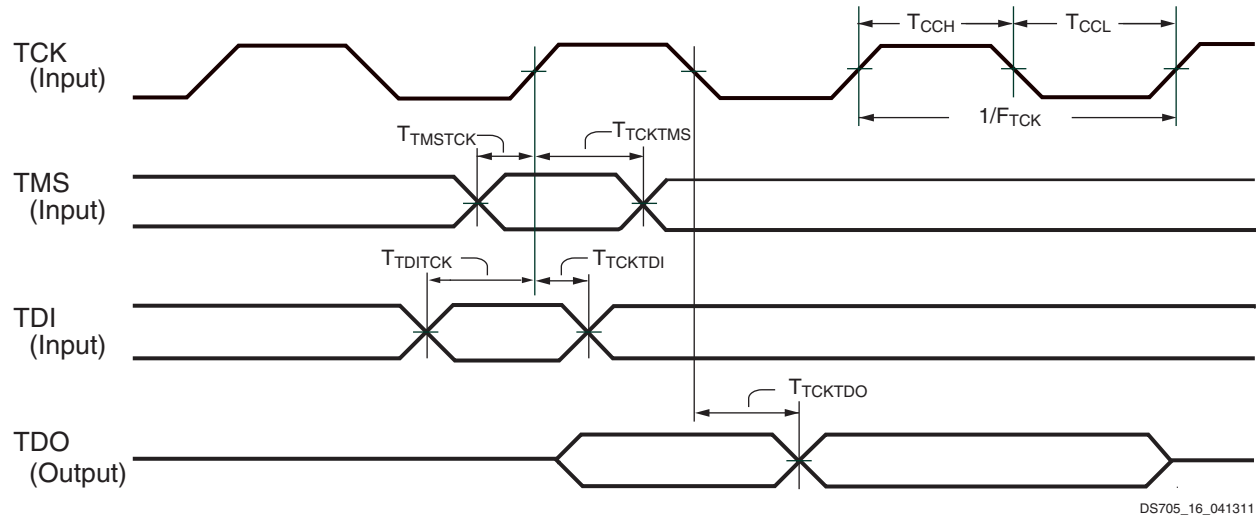 TCK
(Input)
TCCH
TCCL
1/FTCK
TTMSTCK
TTCKTMS
TMS
(Input)
TTDITCK
TTCKTDI
TDI
(Input)
TTCKTDO
TDO
(Output)
DS705_16_041311